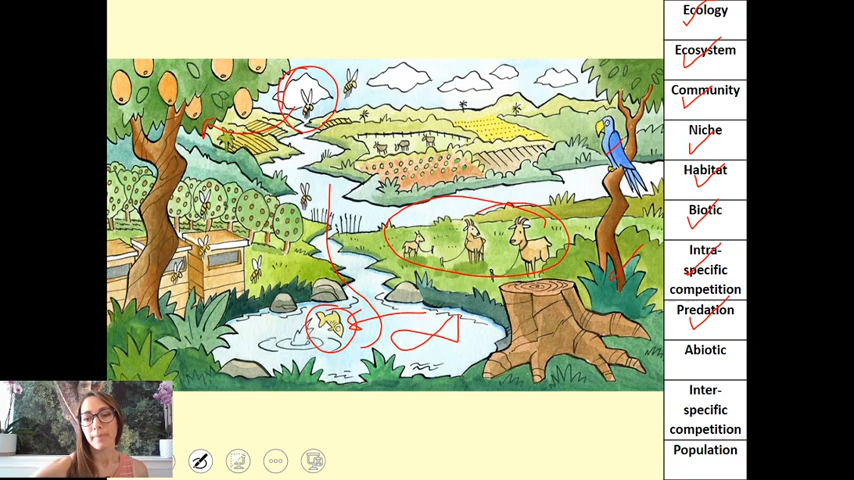 Ecology
Ecosystem
Community
Niche
Habitat
Biotic
Intra-
specific
competition
Predation
Abiotic
Inter-
specific
competition
Population